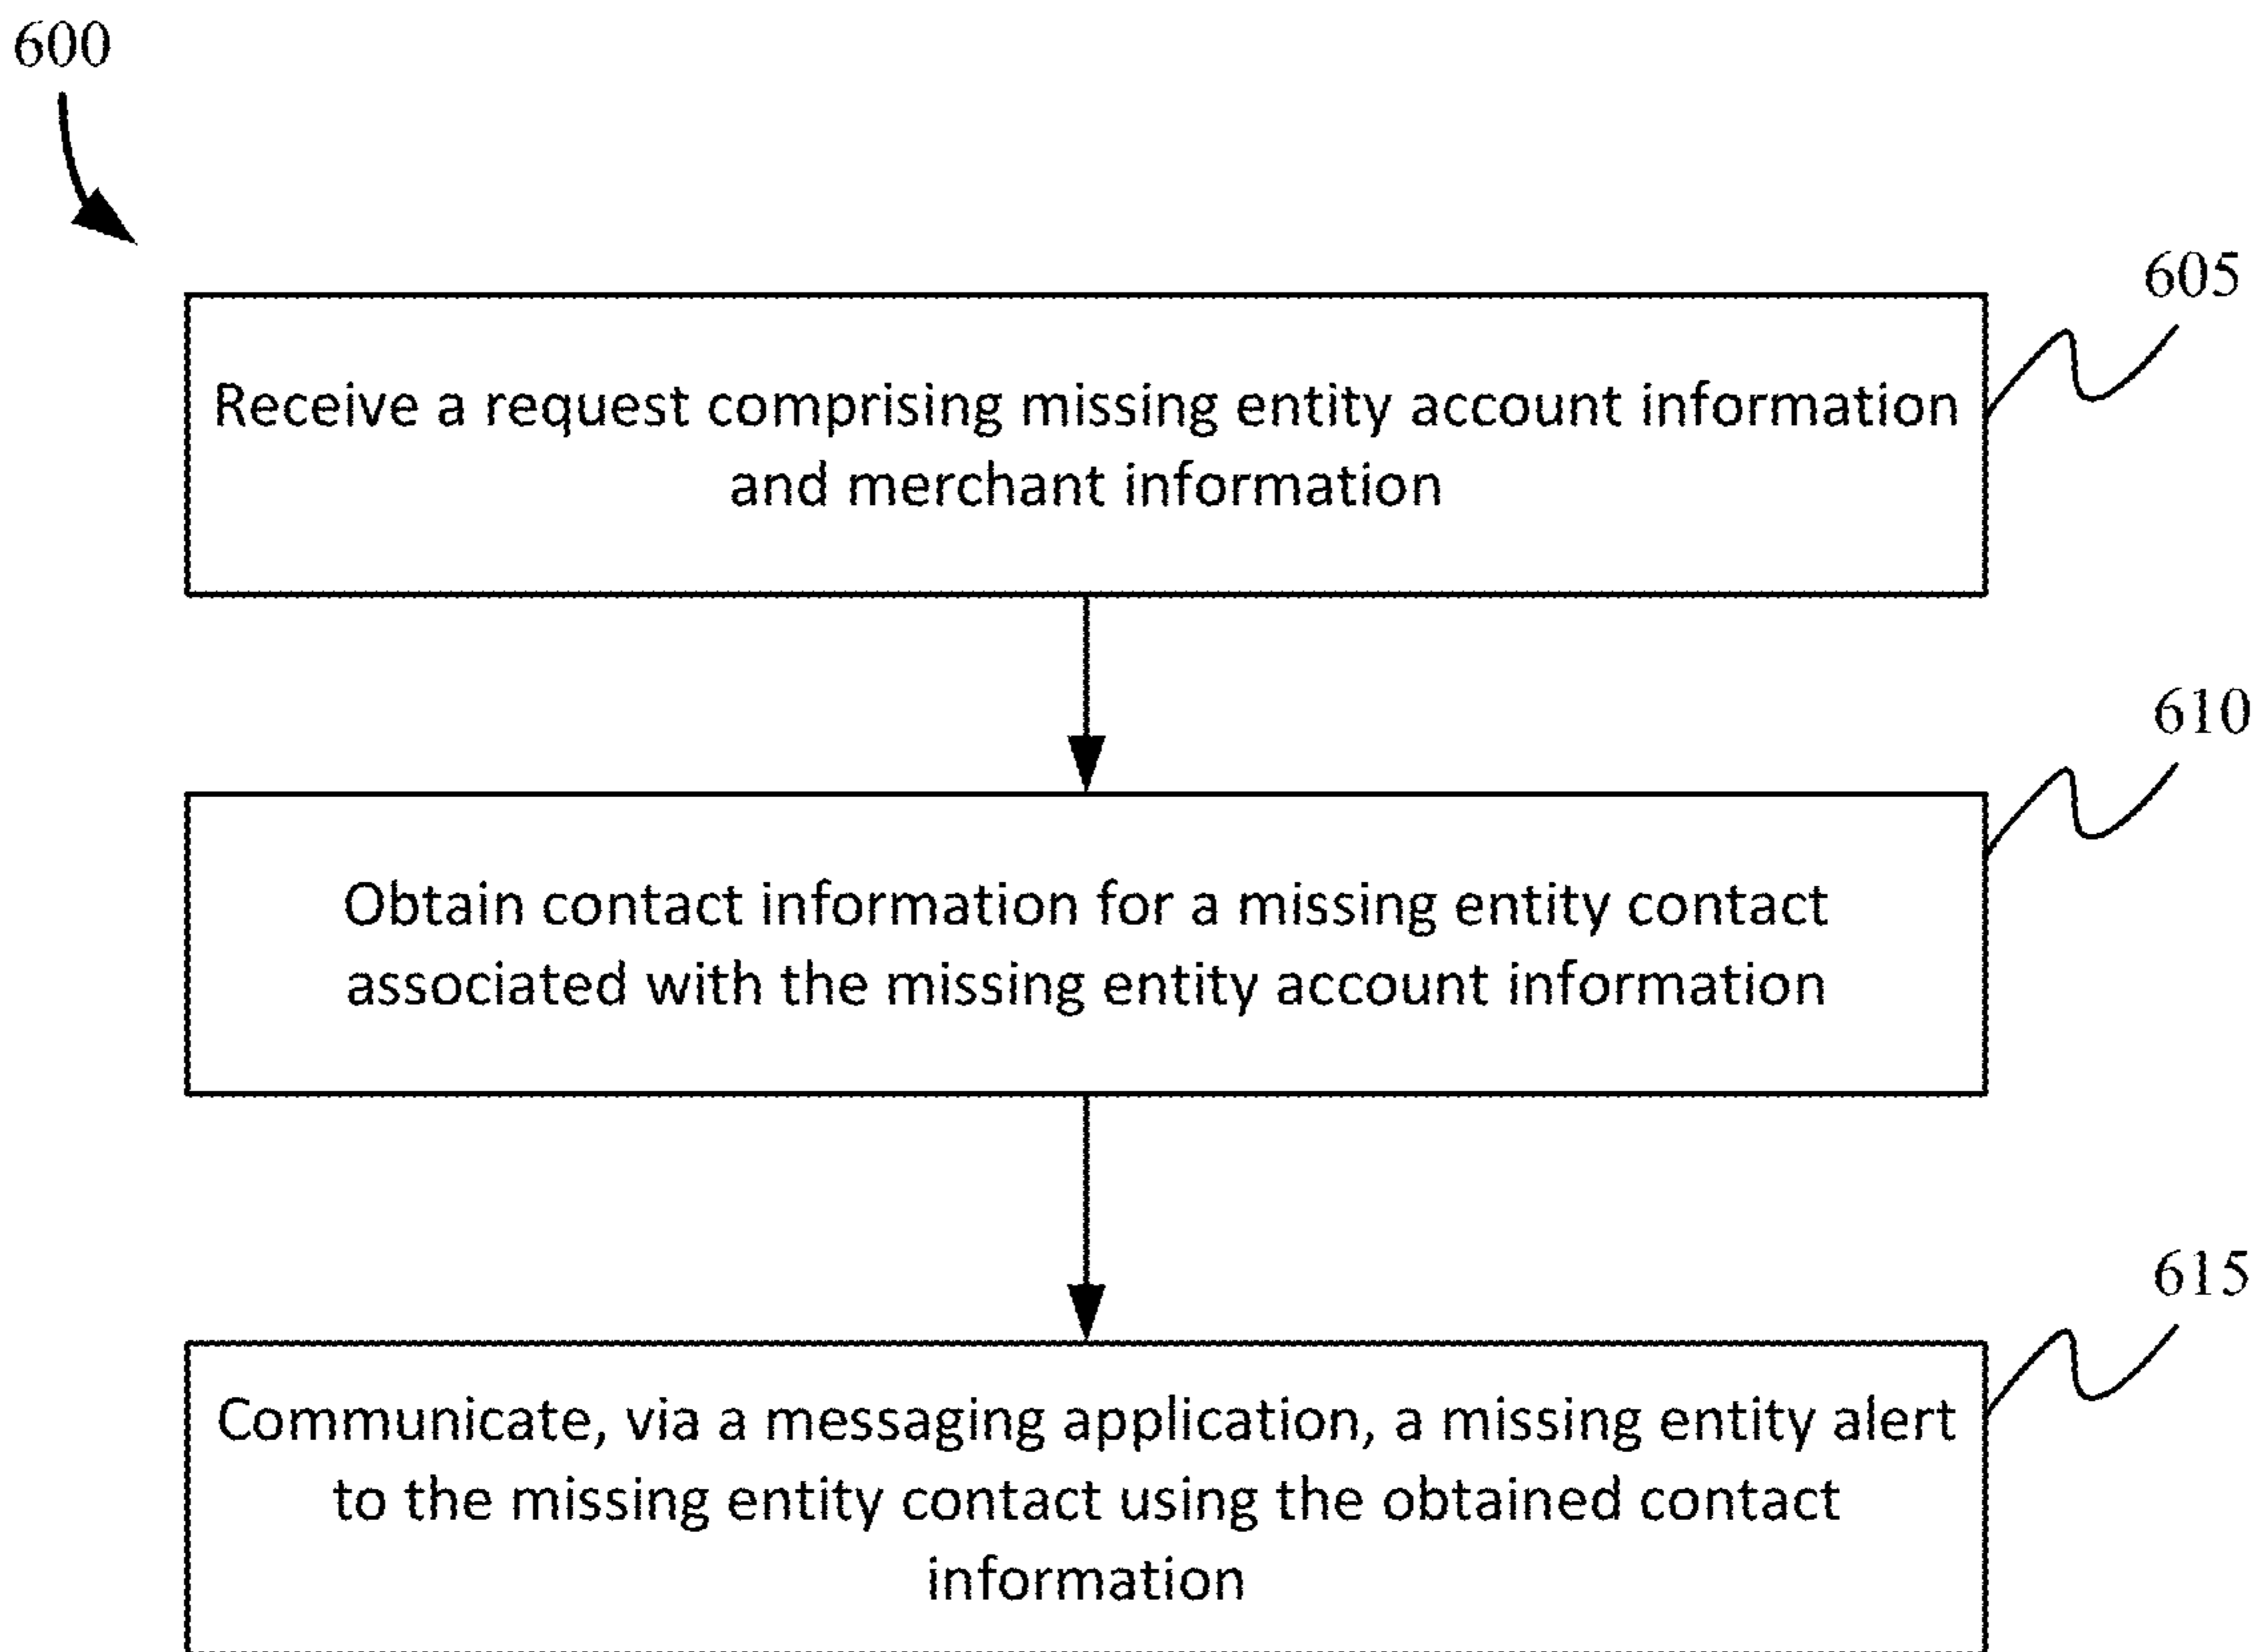 600
605
Receive a request comprising missing entity account information
and merchant information
610
Obtain contact information for a missing entity contact
associated with the missing entity account information
615
Communicate, via a messaging application, a missing entity alert
to the missing entity contact using the obtained contact
information